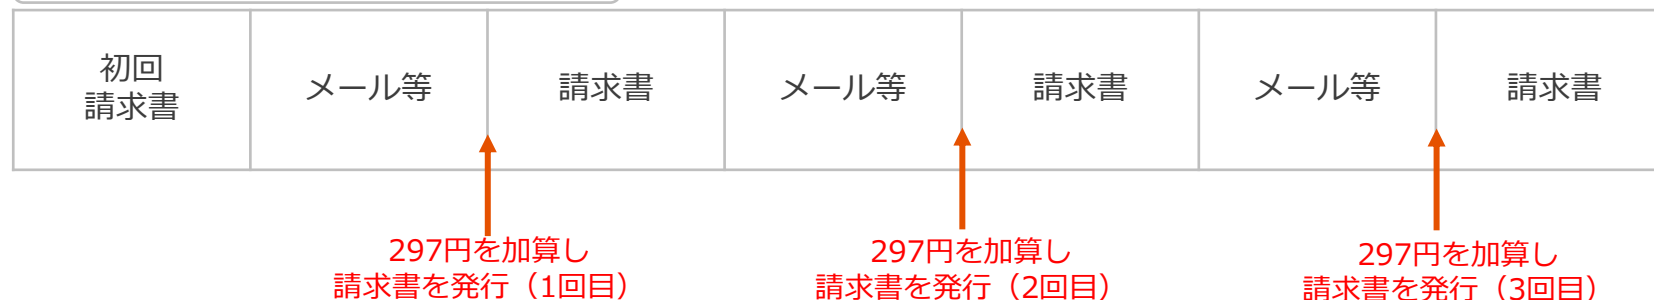 初回
請求書
メール等
請求書
メール等
請求書
メール等
請求書
297円を加算し
請求書を発行（1回目）
297円を加算し
請求書を発行（2回目）
297円を加算し
請求書を発行（3回目）